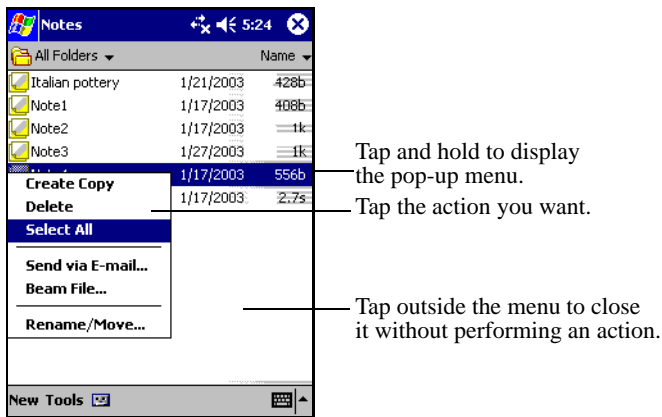 Notes 5:24
All Folders Name
Italian pottery 1/21/2003 428b
Note1 1/17/2003 408b
Note2 1/17/2003 1k
Note3 1/27/2003 1k
1/17/2003 556b
1/17/2003 2.7s
Create Copy
Delete
Select All
Send via E-mail...
Beam File...
Rename/Move...
New Tools
Tap and hold to display
the pop-up menu.
Tap the action you want.
Tap outside the menu to close
it without performing an action.